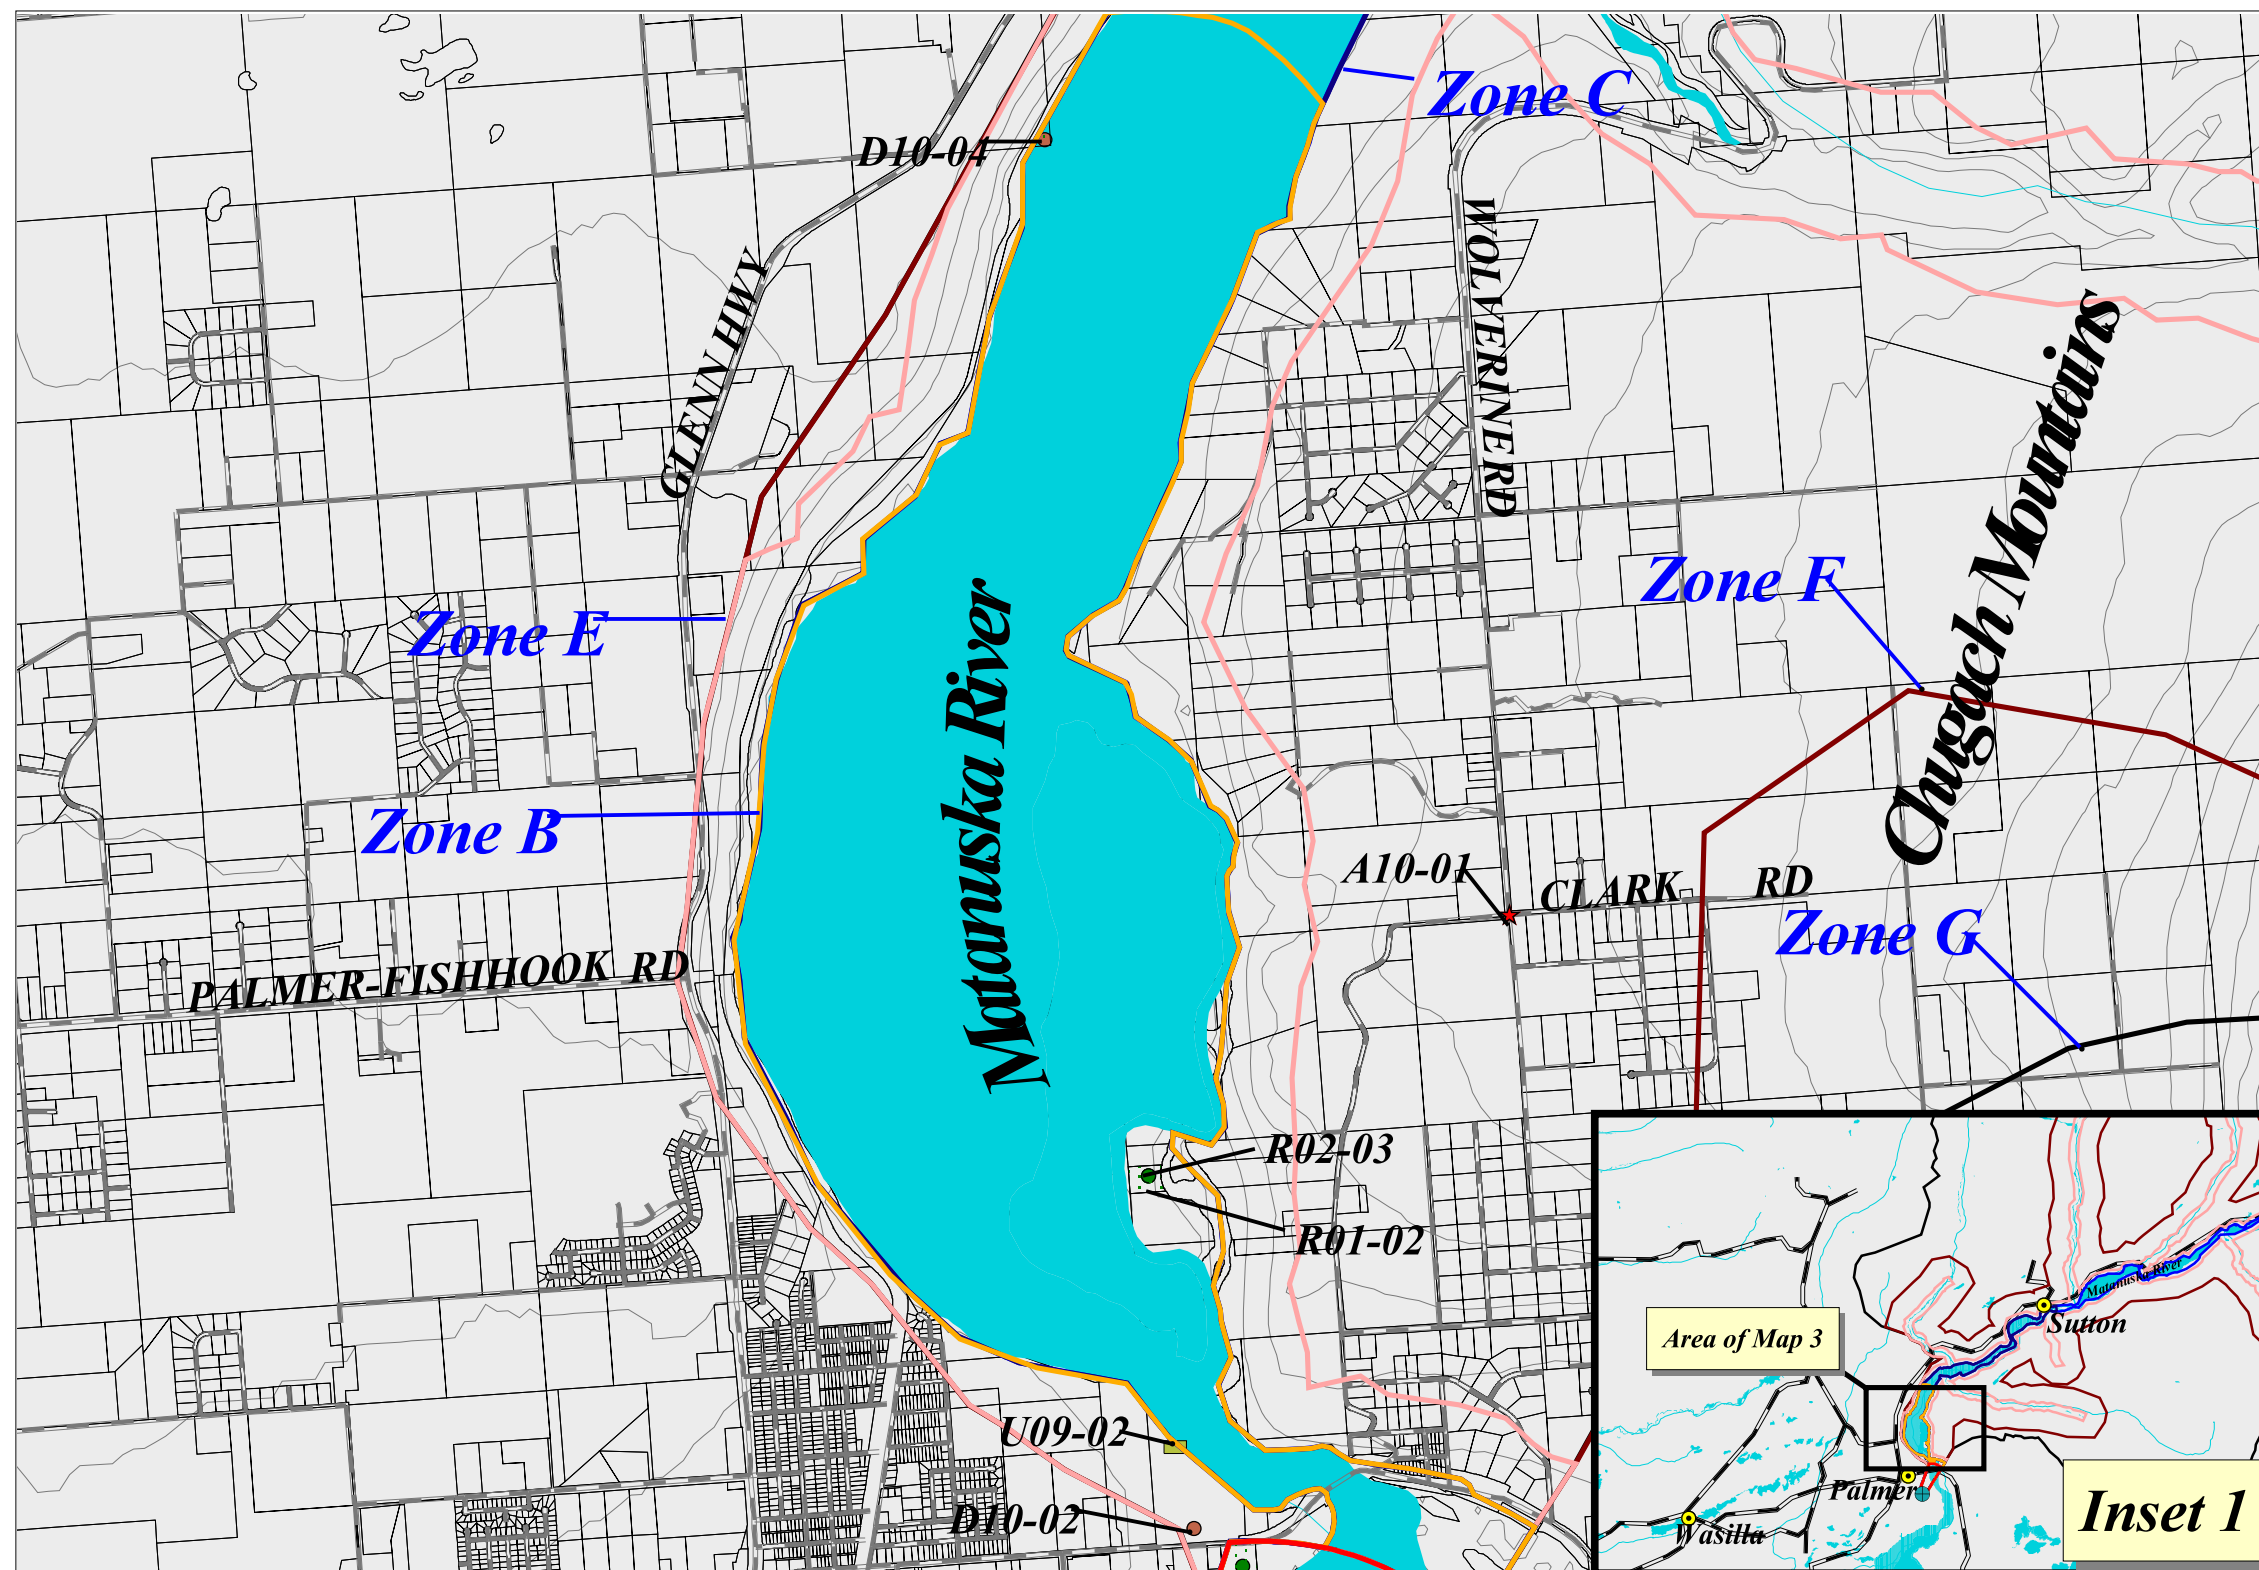 Zone C
D10-04
WOLVERINE RD
GLENN HWY
Chugach Mountains
Zone F
Zone E
Matanuska River
Zone B
A10-01
CLARK RD
Zone G
PALMER-FISHHOOK RD
R02-03
R01-02
Matanuska River
Sutton
Area of Map 3
U09-02
Palmer
D10-02
Wasilla
Inset 1